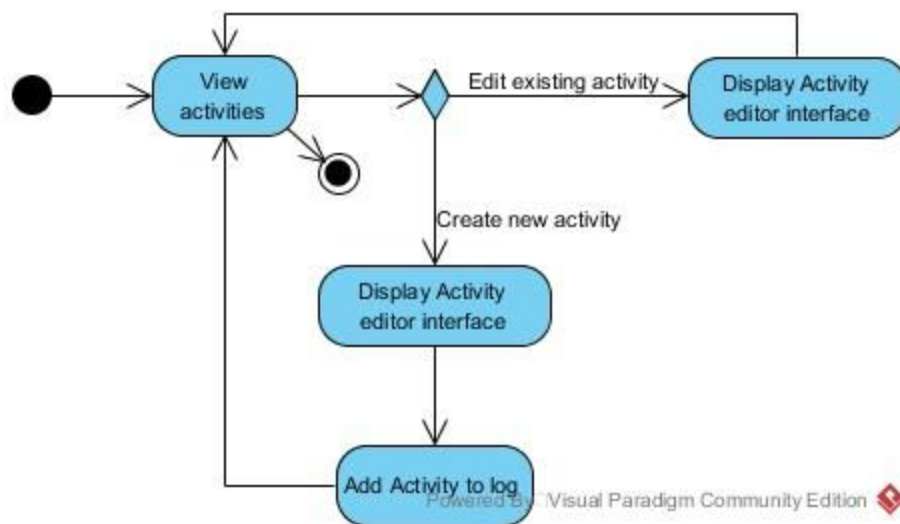 View
activities
Edit existing activity
Display Activity
editor interface
Create new activity
Display Activity
editor interface
Add Activity to log
Powered By Visual Paradigm Community Edition